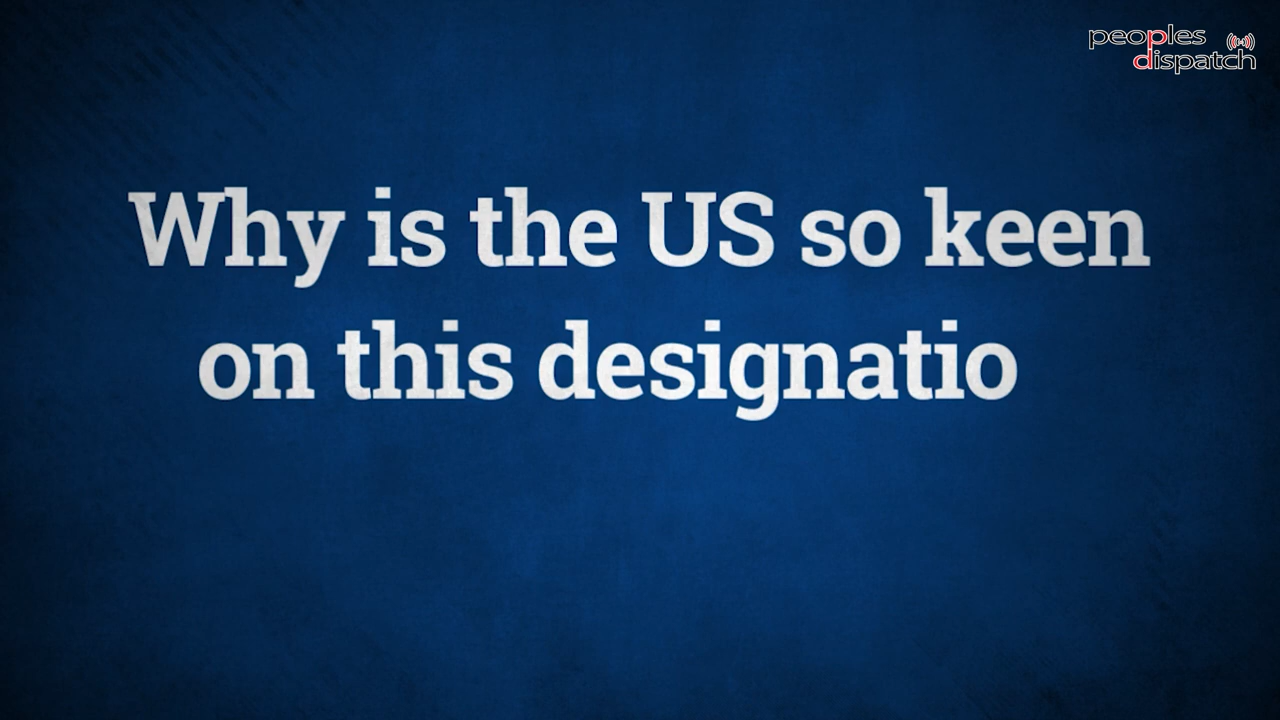 peoples
dispatch
Why is the US so keen
on this designatio